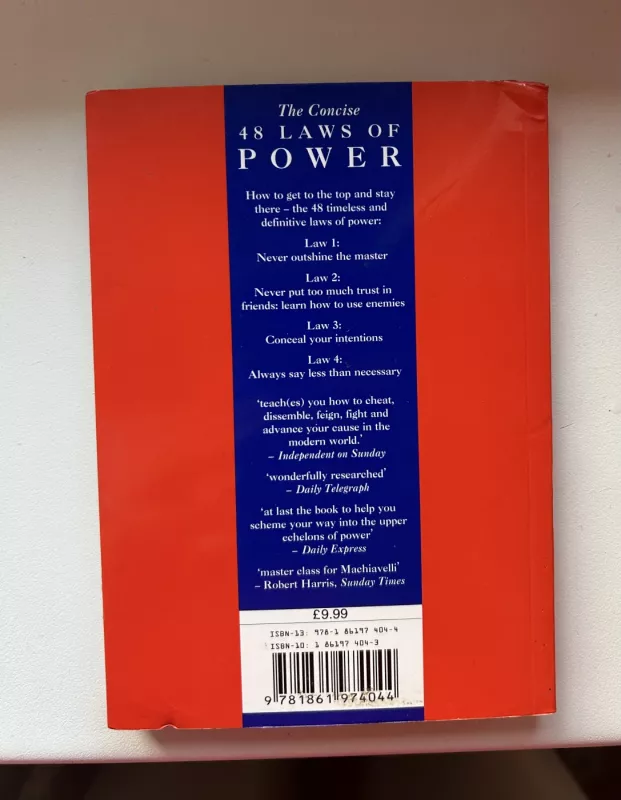 The Concise
48 LAWS OF
POWER
How to get to the top and stay
there – the 48 timeless and
definitive laws of power:
Law 1:
Never outshine the master
Law 2:
Never put too much trust in
friends: learn how to use enemies
Law 3:
Conceal your intentions
Law 4:
Always say less than necessary
‘teach(es) you how to cheat,
dissemble, feign, fight and
advance your cause in the
modern world.’
– Independent on Sunday
‘wonderfully researched’
– Daily Telegraph
‘at last the book to help you
scheme your way into the upper
echelons of power’
– Daily Express
‘master class for Machiavelli’
– Robert Harris, Sunday Times
£9.99
ISBN-13: 978-1 86197 404-4
ISBN-10: 1 86197 404-3
9 781861 974044